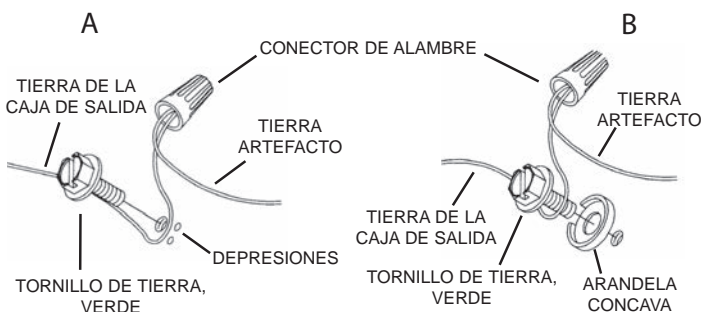 A
B
CONECTOR DE ALAMBRE
TIERRA DE LA
CAJA DE SALIDA
TIERRA
ARTEFACTO
DEPRESIONES
TORNILLO DE TIERRA,
VERDE
TIERRA
ARTEFACTO
TIERRA DE LA
CAJA DE SALIDA
TORNILLO DE TIERRA,
VERDE
ARANDELA
CONCAVA